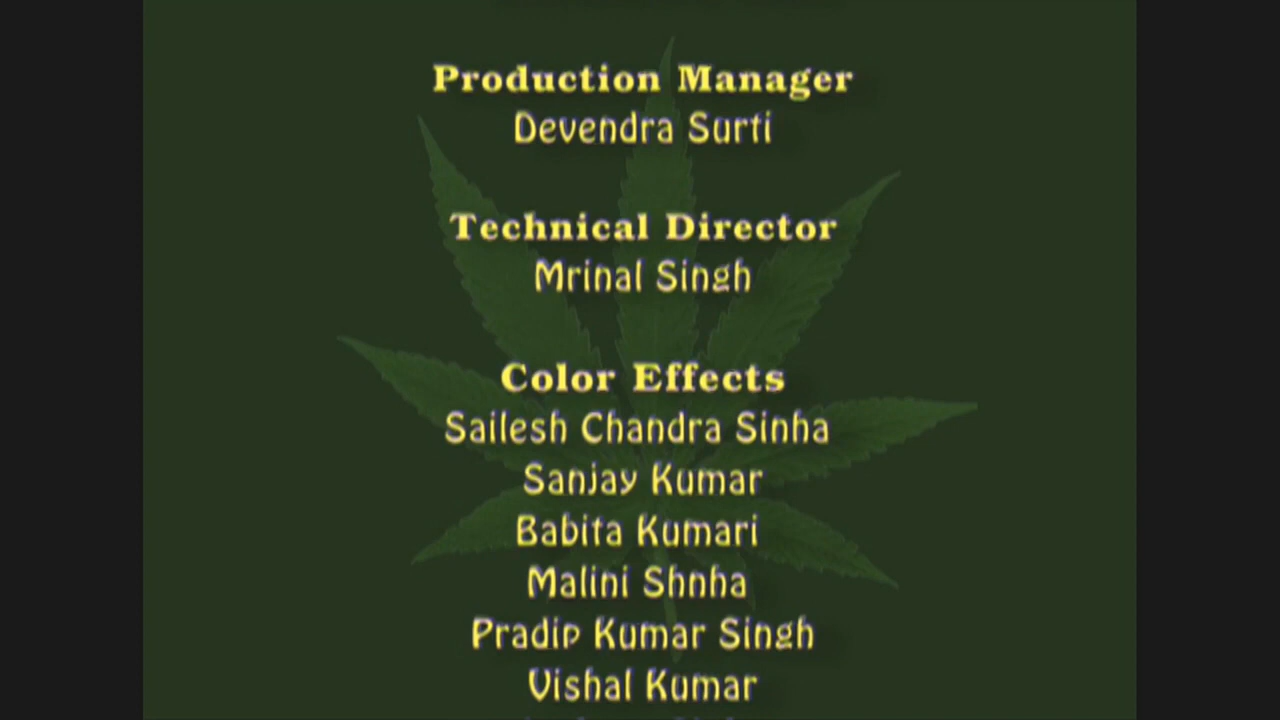 Production Manager
Devendra Surti
Technical Director
Mrinal Singh
Color Effects
Sailesh Chandra Sinha
Sanjay Kumar
Babita Kumari
Malini Shnha
Pradip Kumar Singh
Vishal Kumar